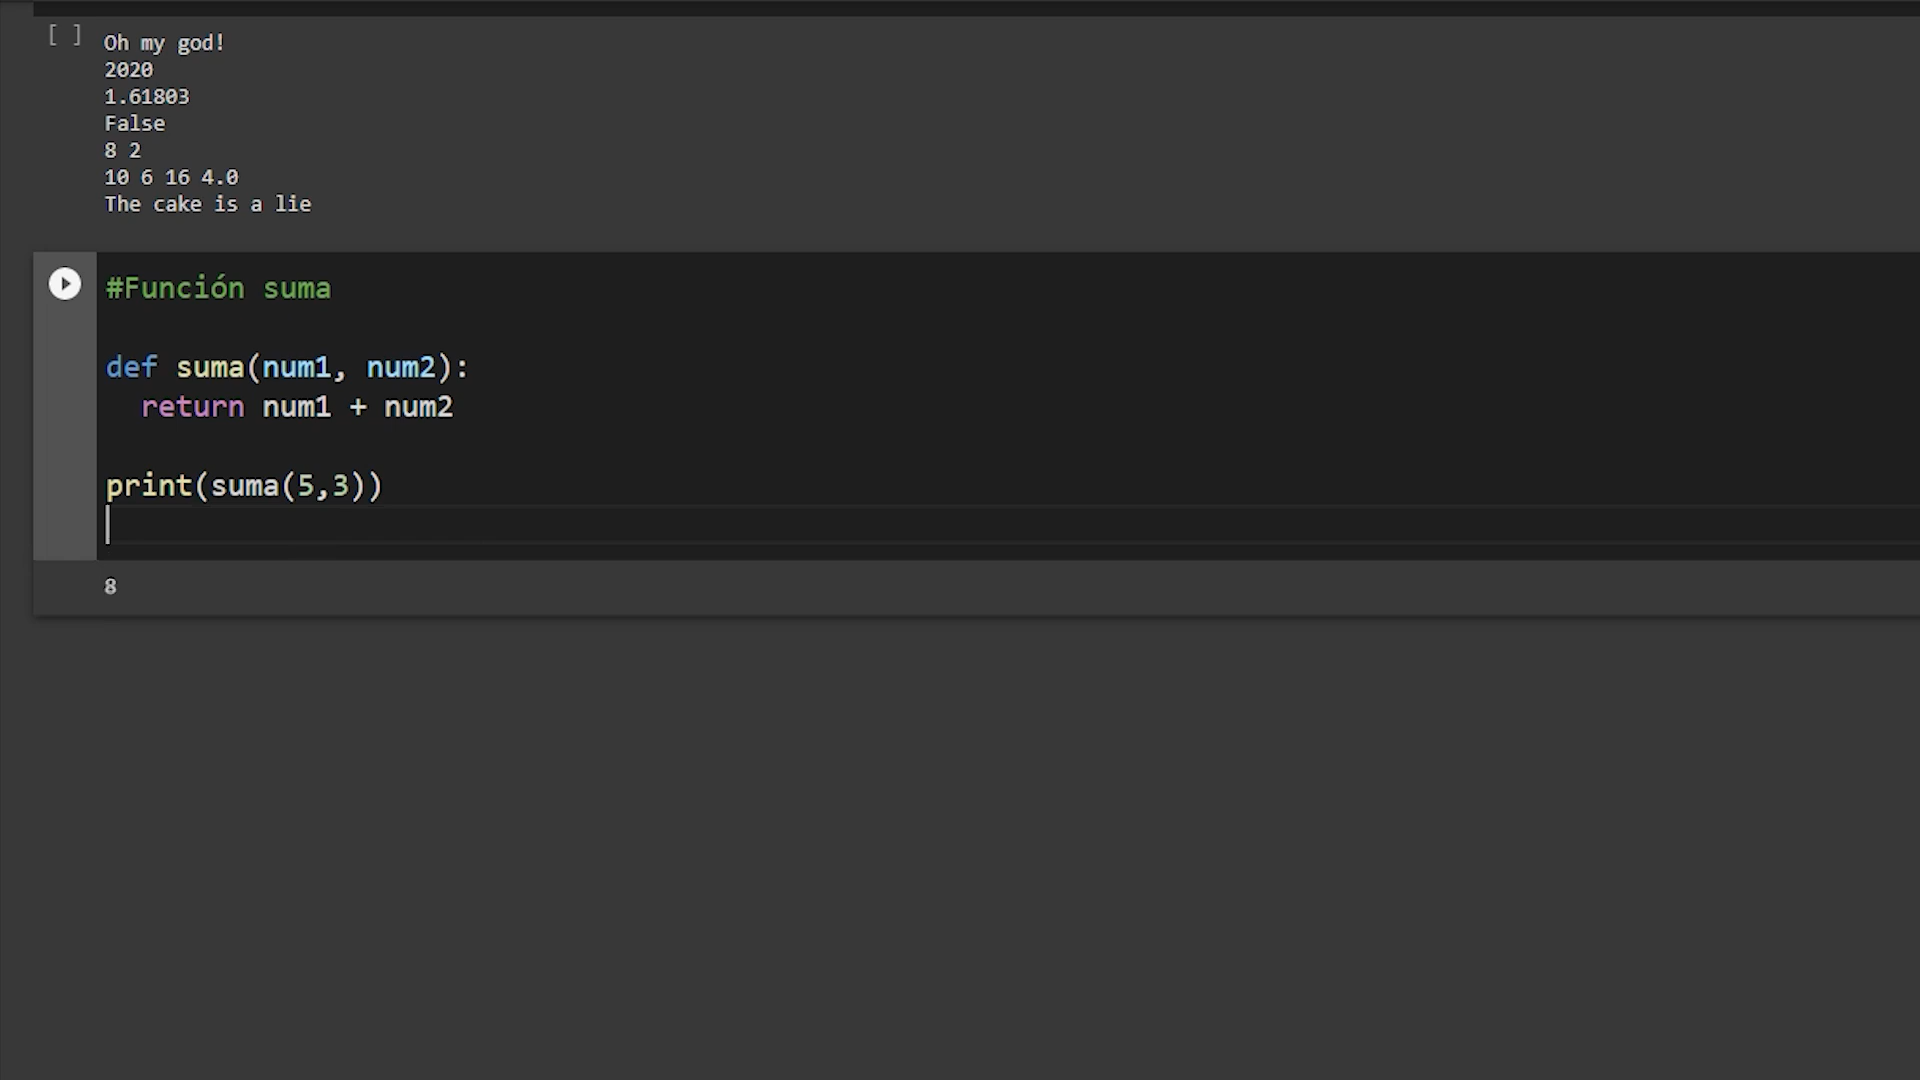 [ ]
Oh my god!
2020
1.61803
False
8 2
10 6 16 4.0
The cake is a lie
#Función suma
def suma(num1, num2):
  return num1 + num2
print(suma(5,3))
8